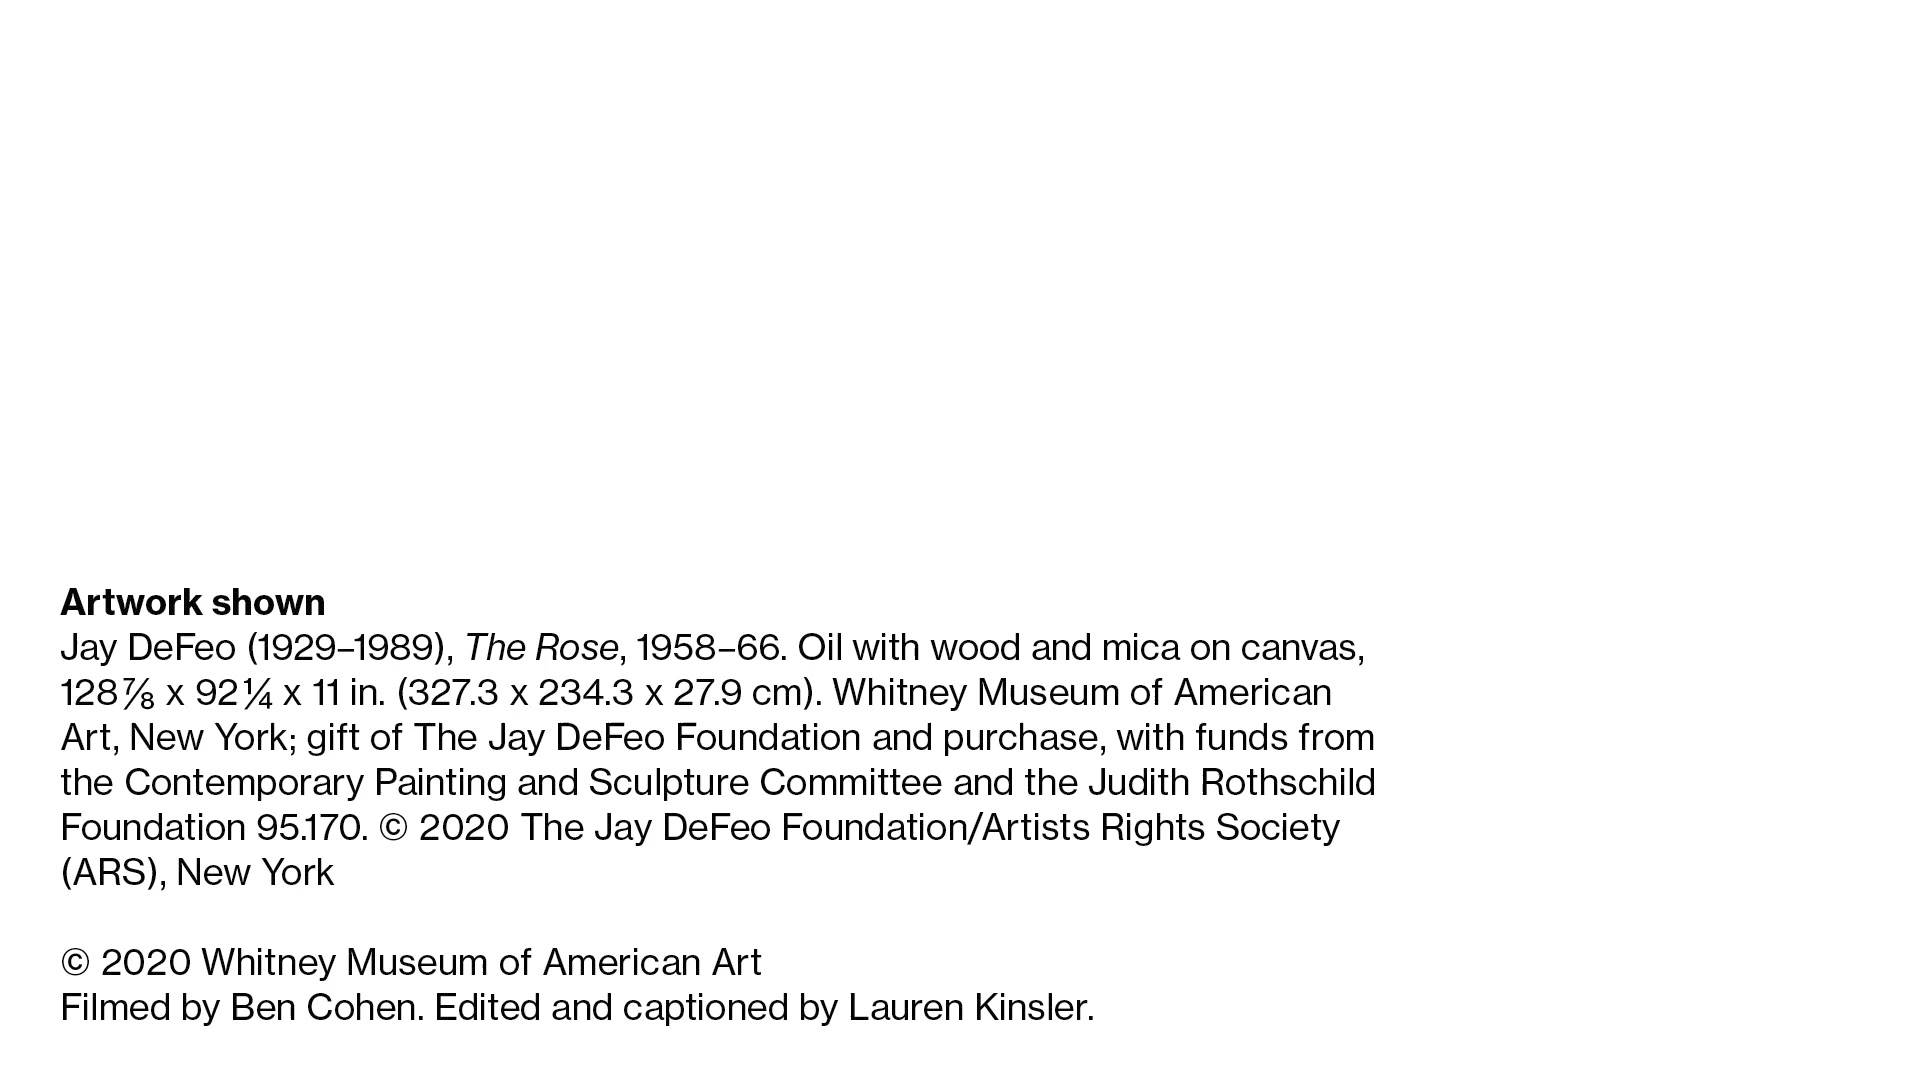 Artwork shown
Jay DeFeo (1929–1989), The Rose, 1958–66. Oil with wood and mica on canvas,
128⅞ x 92¼ x 11 in. (327.3 x 234.3 x 27.9 cm). Whitney Museum of American
Art, New York; gift of The Jay DeFeo Foundation and purchase, with funds from
the Contemporary Painting and Sculpture Committee and the Judith Rothschild
Foundation 95.170. © 2020 The Jay DeFeo Foundation/Artists Rights Society
(ARS), New York
© 2020 Whitney Museum of American Art
Filmed by Ben Cohen. Edited and captioned by Lauren Kinsler.